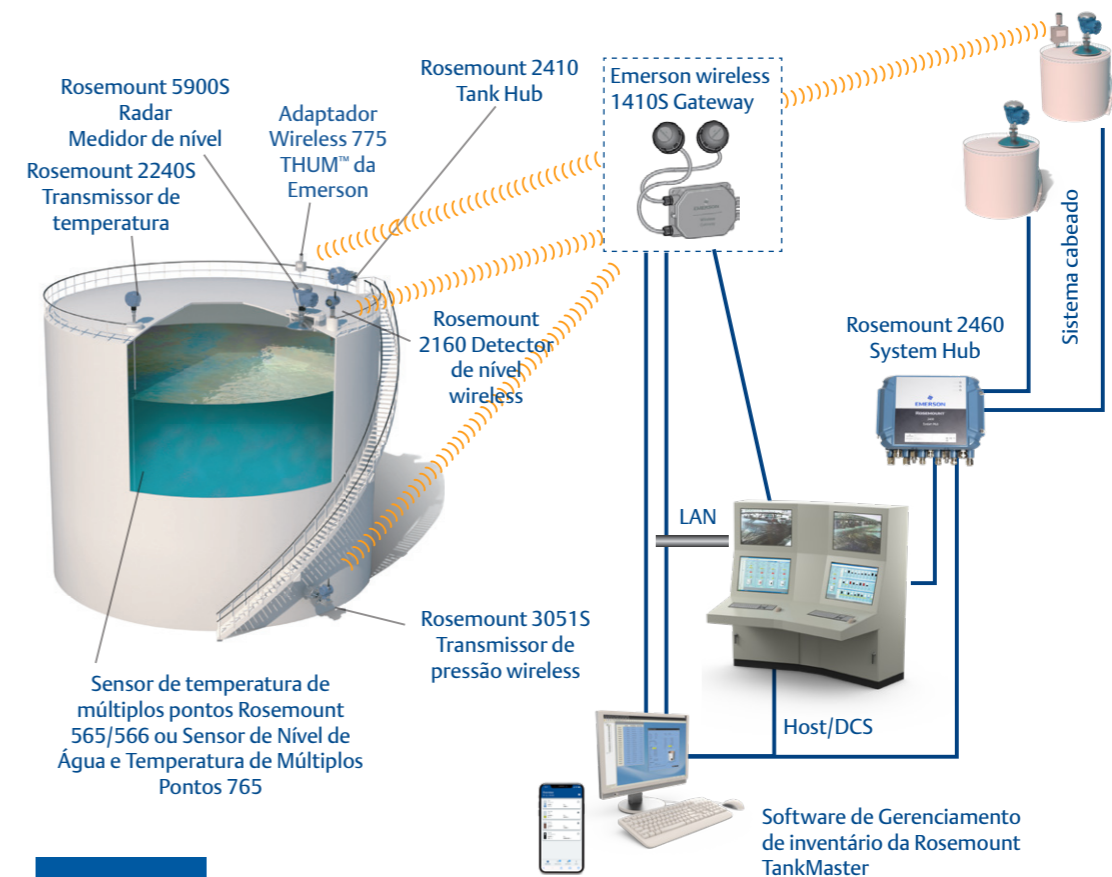 Rosemount 5900S
Radar
Medidor de nível
Rosemount 2240S
Transmissor de
temperatura
Adaptador
Wireless 775
THUM™ da
Emerson
Rosemount 2410
Tank Hub
Emerson wireless
1410S Gateway
Sistema cabeado
Rosemount
2160 Detector
de nível
wireless
Rosemount 2460
System Hub
EMERSON
ROSEMOUNT
LAN
Rosemount 3051S
Transmissor de
pressão wireless
Sensor de temperatura de
múltiplos pontos Rosemount
565/566 ou Sensor de Nível de
Água e Temperatura de Múltiplos
Pontos 765
Host/DCS
Software de Gerenciamento
de inventário da Rosemount
TankMaster